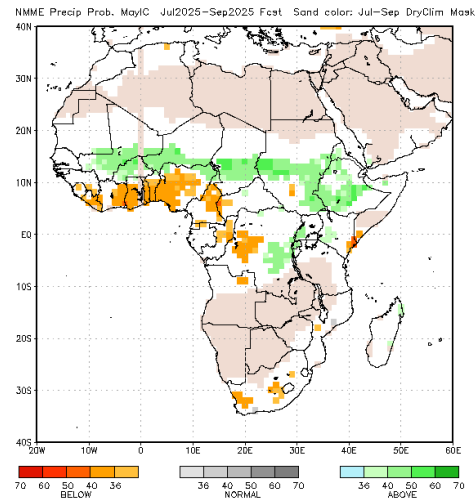 NMME Precip Prob. MayIC Jul2025-Sep2025 Fcst Sand color: Jul-Sep DryClim Mask
40N
30N
20N
10N
EQ
10S
20S
30S
40S
20W 10W 0 10E 20E 30E 40E 50E 60E
70 60 50 40 36 36 40 50 60 70 36 40 50 60 70
BELOW NORMAL ABOVE